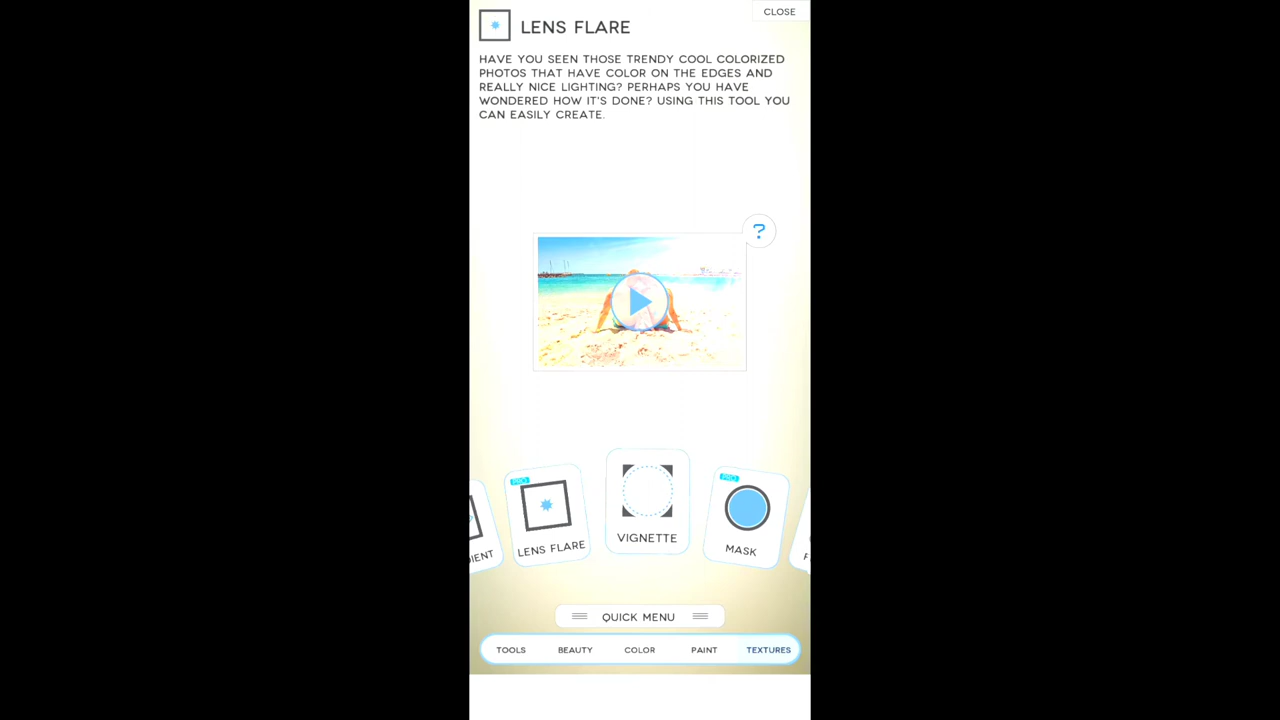 CLOSE
LENS FLARE
HAVE YOU SEEN THOSE TRENDY COOL COLORIZED
PHOTOS THAT HAVE COLOR ON THE EDGES AND
REALLY NICE LIGHTING? PERHAPS YOU HAVE
WONDERED HOW IT'S DONE? USING THIS TOOL YOU
CAN EASILY CREATE.
?
PRO
PRO
DIENT
LENS FLARE
VIGNETTE
MASK
QUICK MENU
TOOLS BEAUTY COLOR PAINT TEXTURES